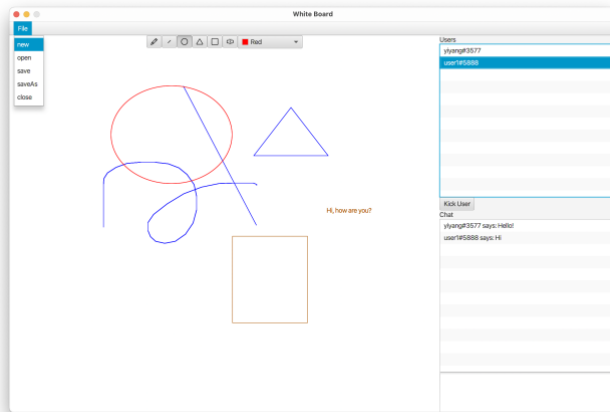 White Board
File
new
open
save
saveAs
close
Red
Hi, how are you?
Users
yiyang#3577
user1#5888
Kick User
Chat
yiyang#3577 says: Hello!
user1#5888 says: Hi